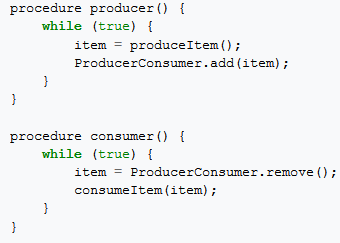 procedure producer() {
    while (true) {
        item = produceItem();
        ProducerConsumer.add(item);
    }
}

procedure consumer() {
    while (true) {
        item = ProducerConsumer.remove();
        consumeItem(item);
    }
}